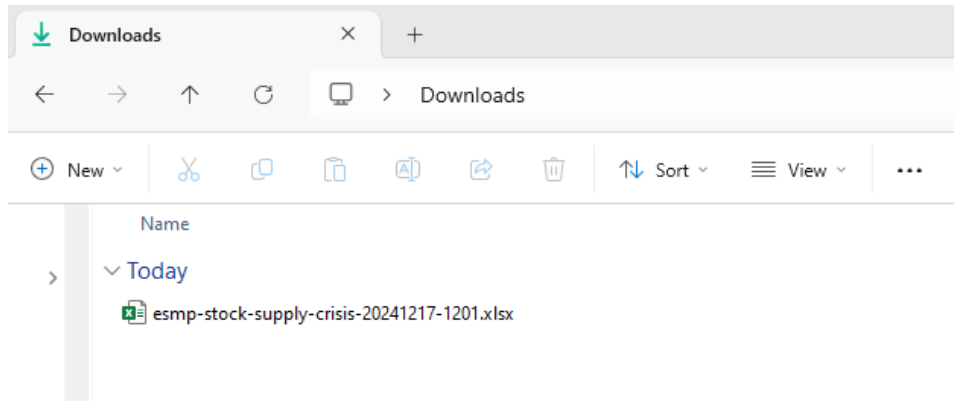 Downloads
Downloads
New Sort View
Name
Today
esmp-stock-supply-crisis-20241217-1201.xlsx